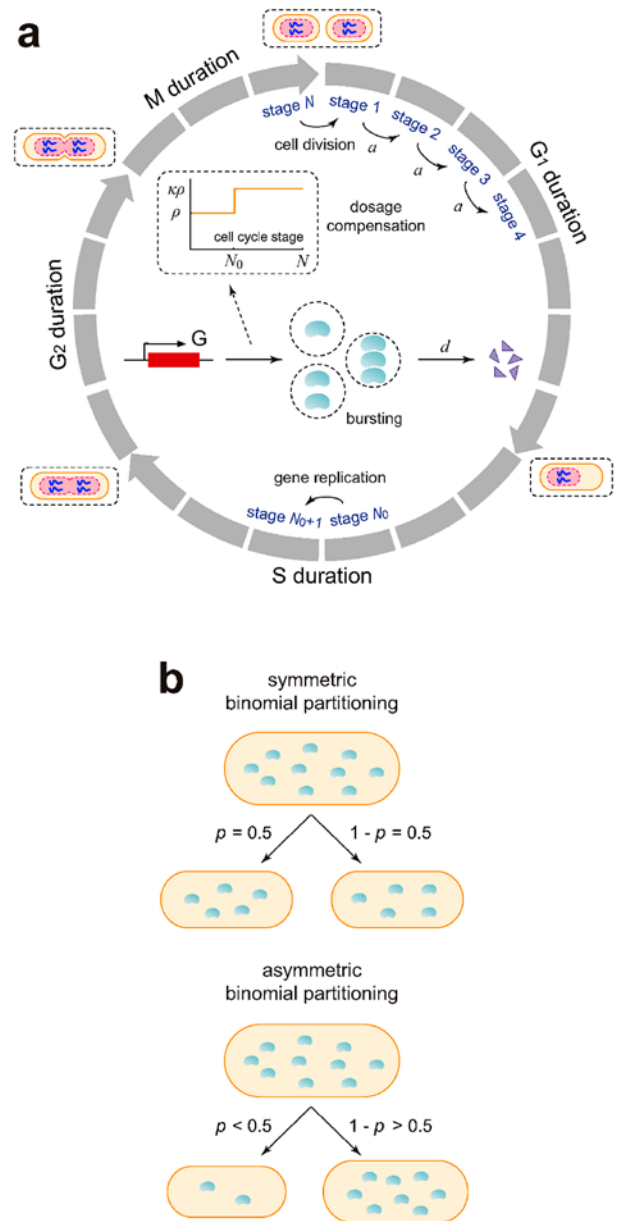 a
M duration
stage N
stage 1
stage 2
stage 3
stage 4
cell division
a
a
a
G1 duration
κρ
ρ
cell cycle stage
N0
N
dosage
compensation
G2 duration
G
d
bursting
gene replication
stage N0+1
stage N0
S duration
b
symmetric
binomial partitioning
p = 0.5
1 - p = 0.5
asymmetric
binomial partitioning
p < 0.5
1 - p > 0.5